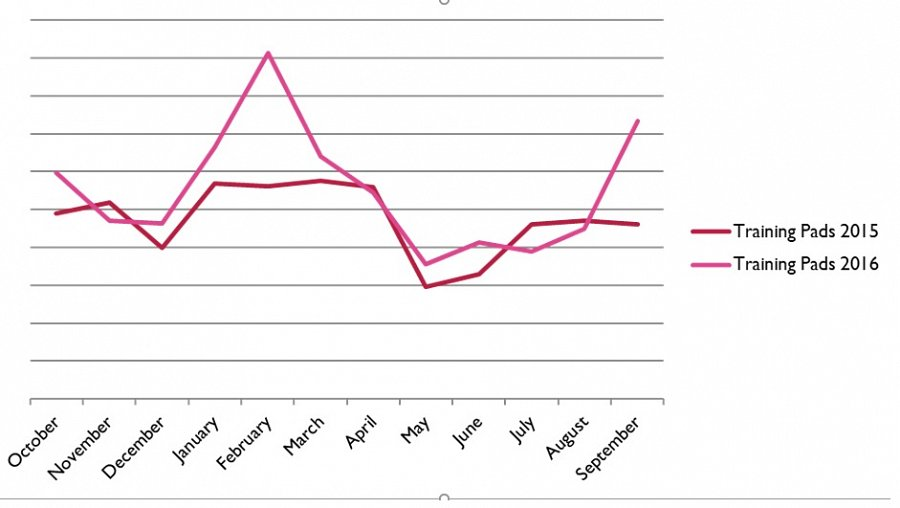 Training Pads 2015
Training Pads 2016
October
November
December
January
February
March
April
May
June
July
August
September